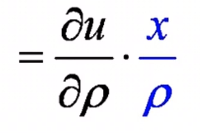 = ∂u/∂ρ · x/ρ